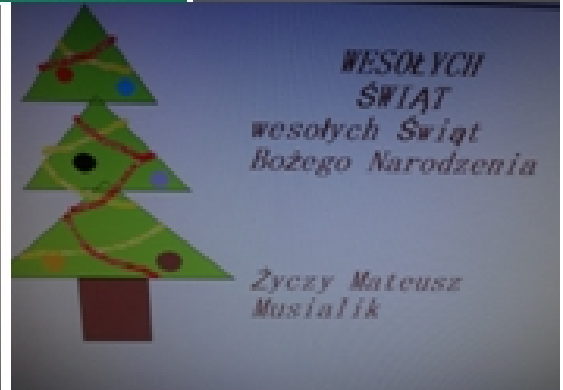 WESOŁYCH
ŚWIĄT
wesołych Świąt
Bożego Narodzenia
Życzy Mateusz
Musialik